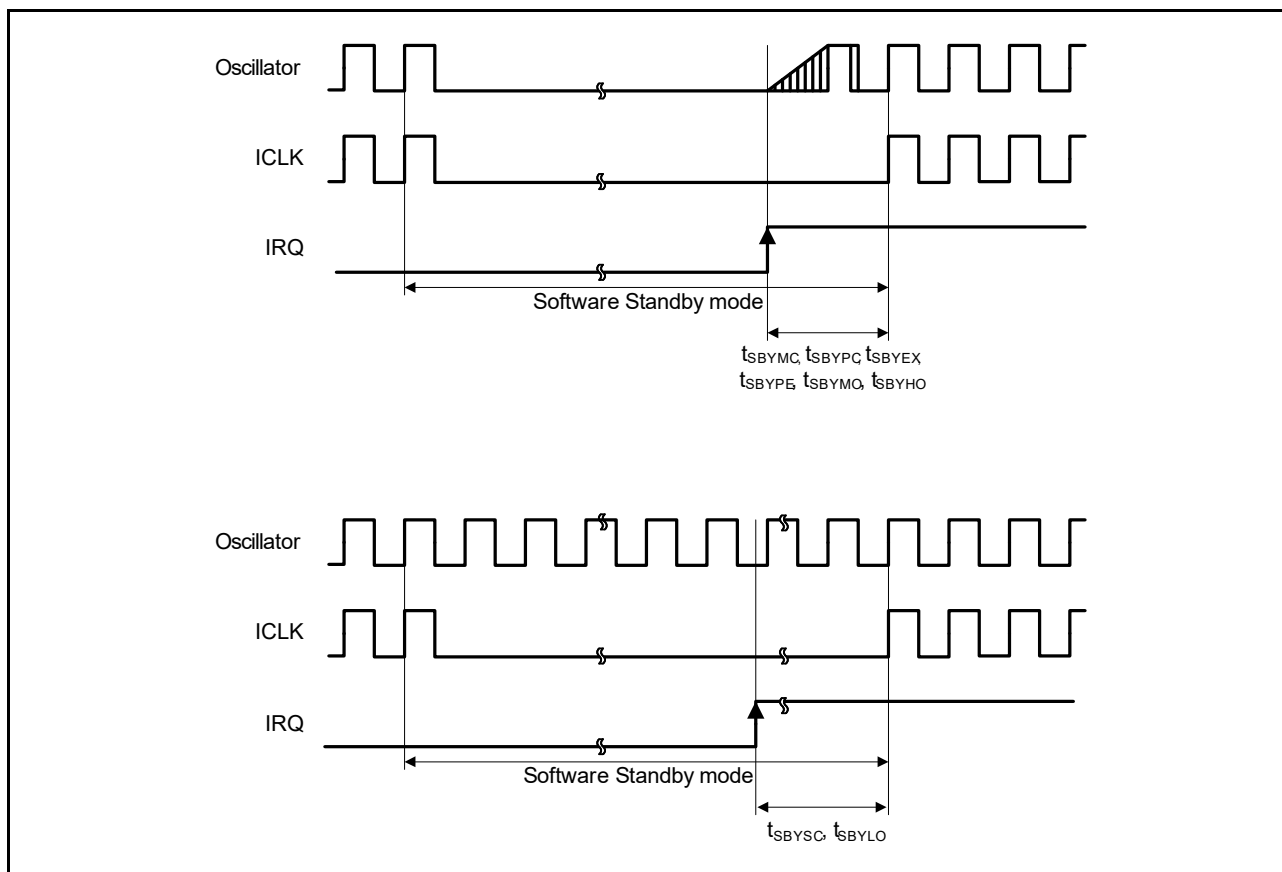 Oscillator
ICLK
IRQ
Software Standby mode
tSBYMC, tSBYPC, tSBYEX,
tSBYPE, tSBYMO, tSBYHO
Oscillator
ICLK
IRQ
Software Standby mode
tSBYSC, tSBYLO